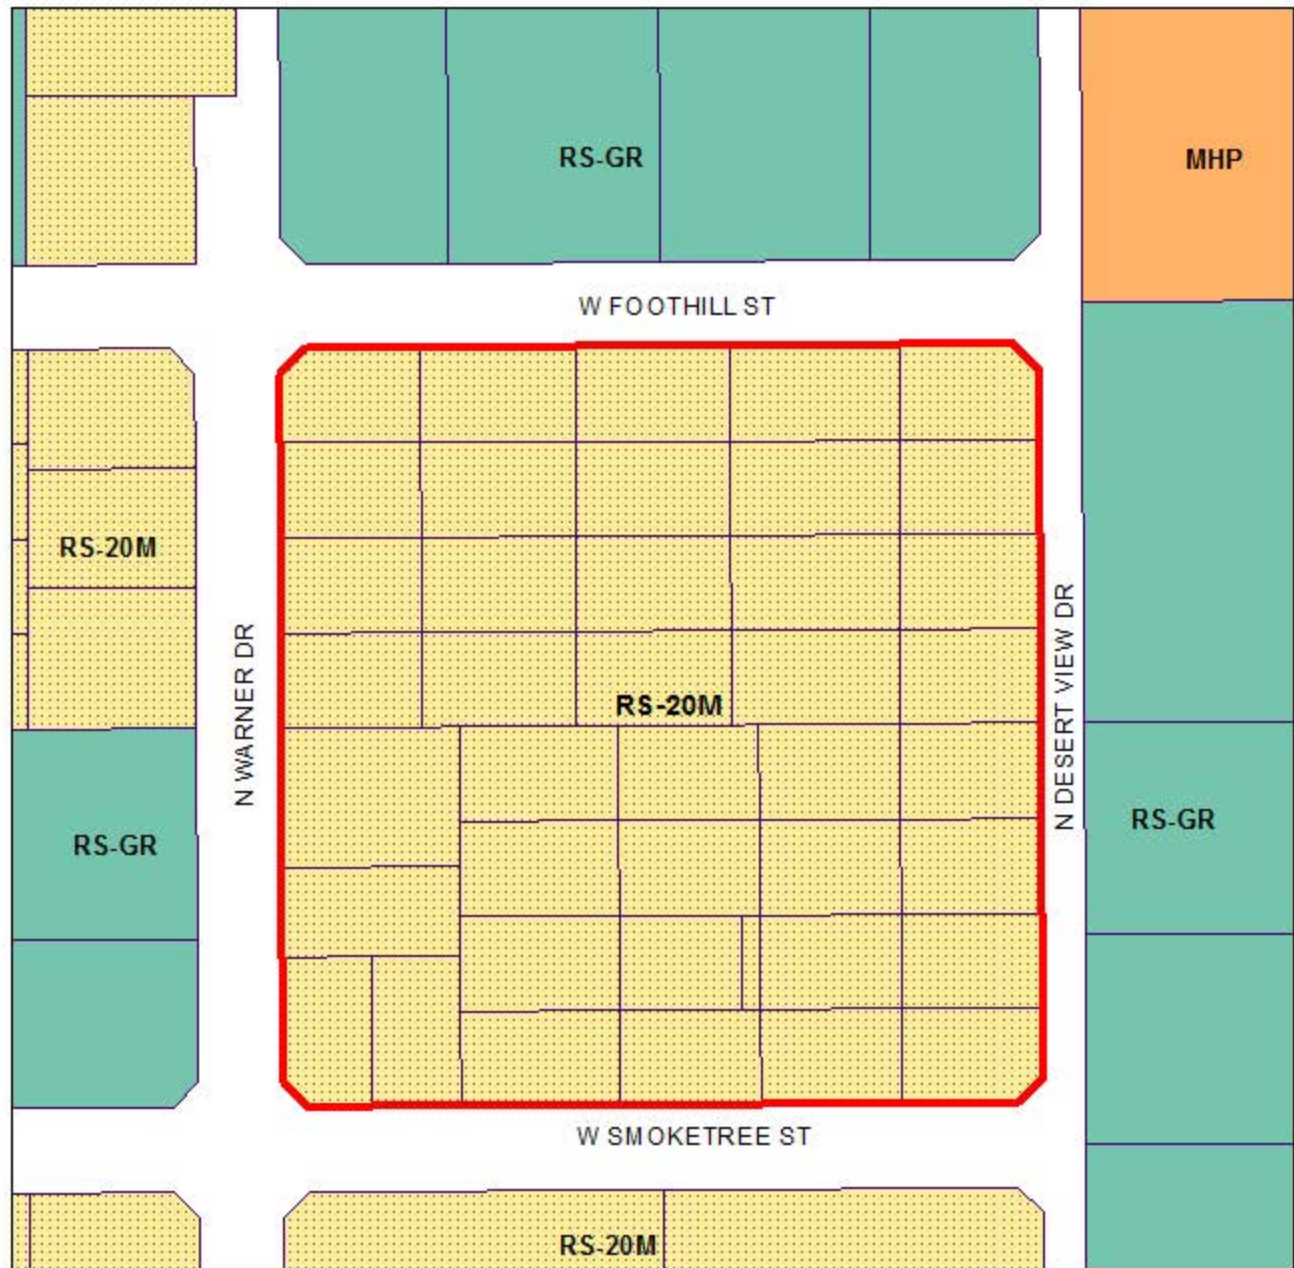 RS-GR
MHP
W FOOTHILL ST
RS-20M
N WARNER DR
RS-20M
N DESERT VIEW DR
RS-GR
RS-GR
W SMOKETREE ST
RS-20M